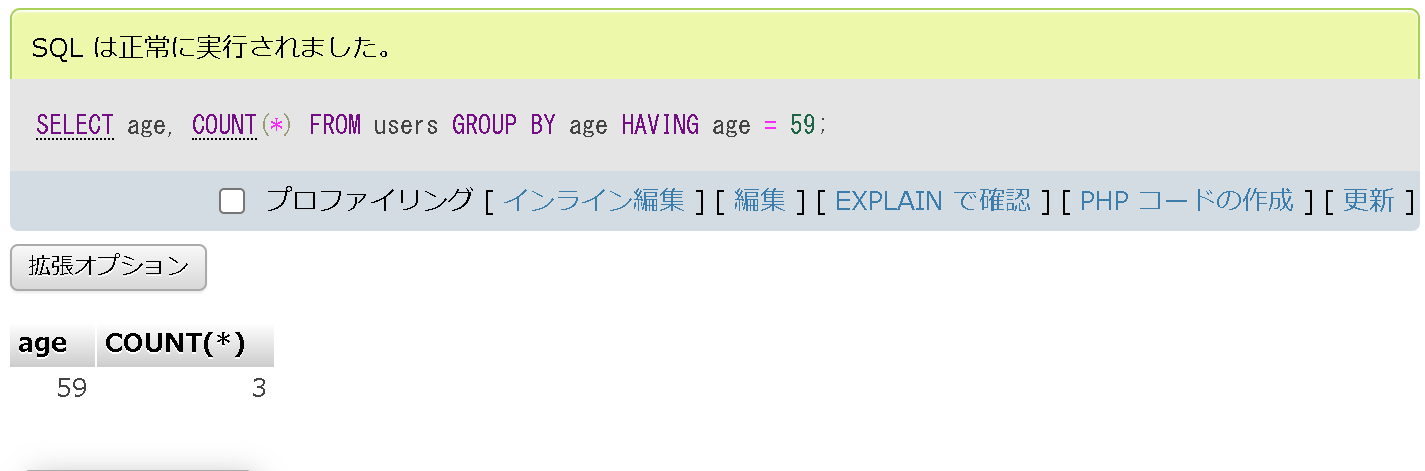 SQL は正常に実行されました。
SELECT age, COUNT(*) FROM users GROUP BY age HAVING age = 59;
プロファイリング [ インライン編集 ] [ 編集 ] [ EXPLAIN で確認 ] [ PHP コードの作成 ] [ 更新 ]
拡張オプション
age COUNT(*)
59 3